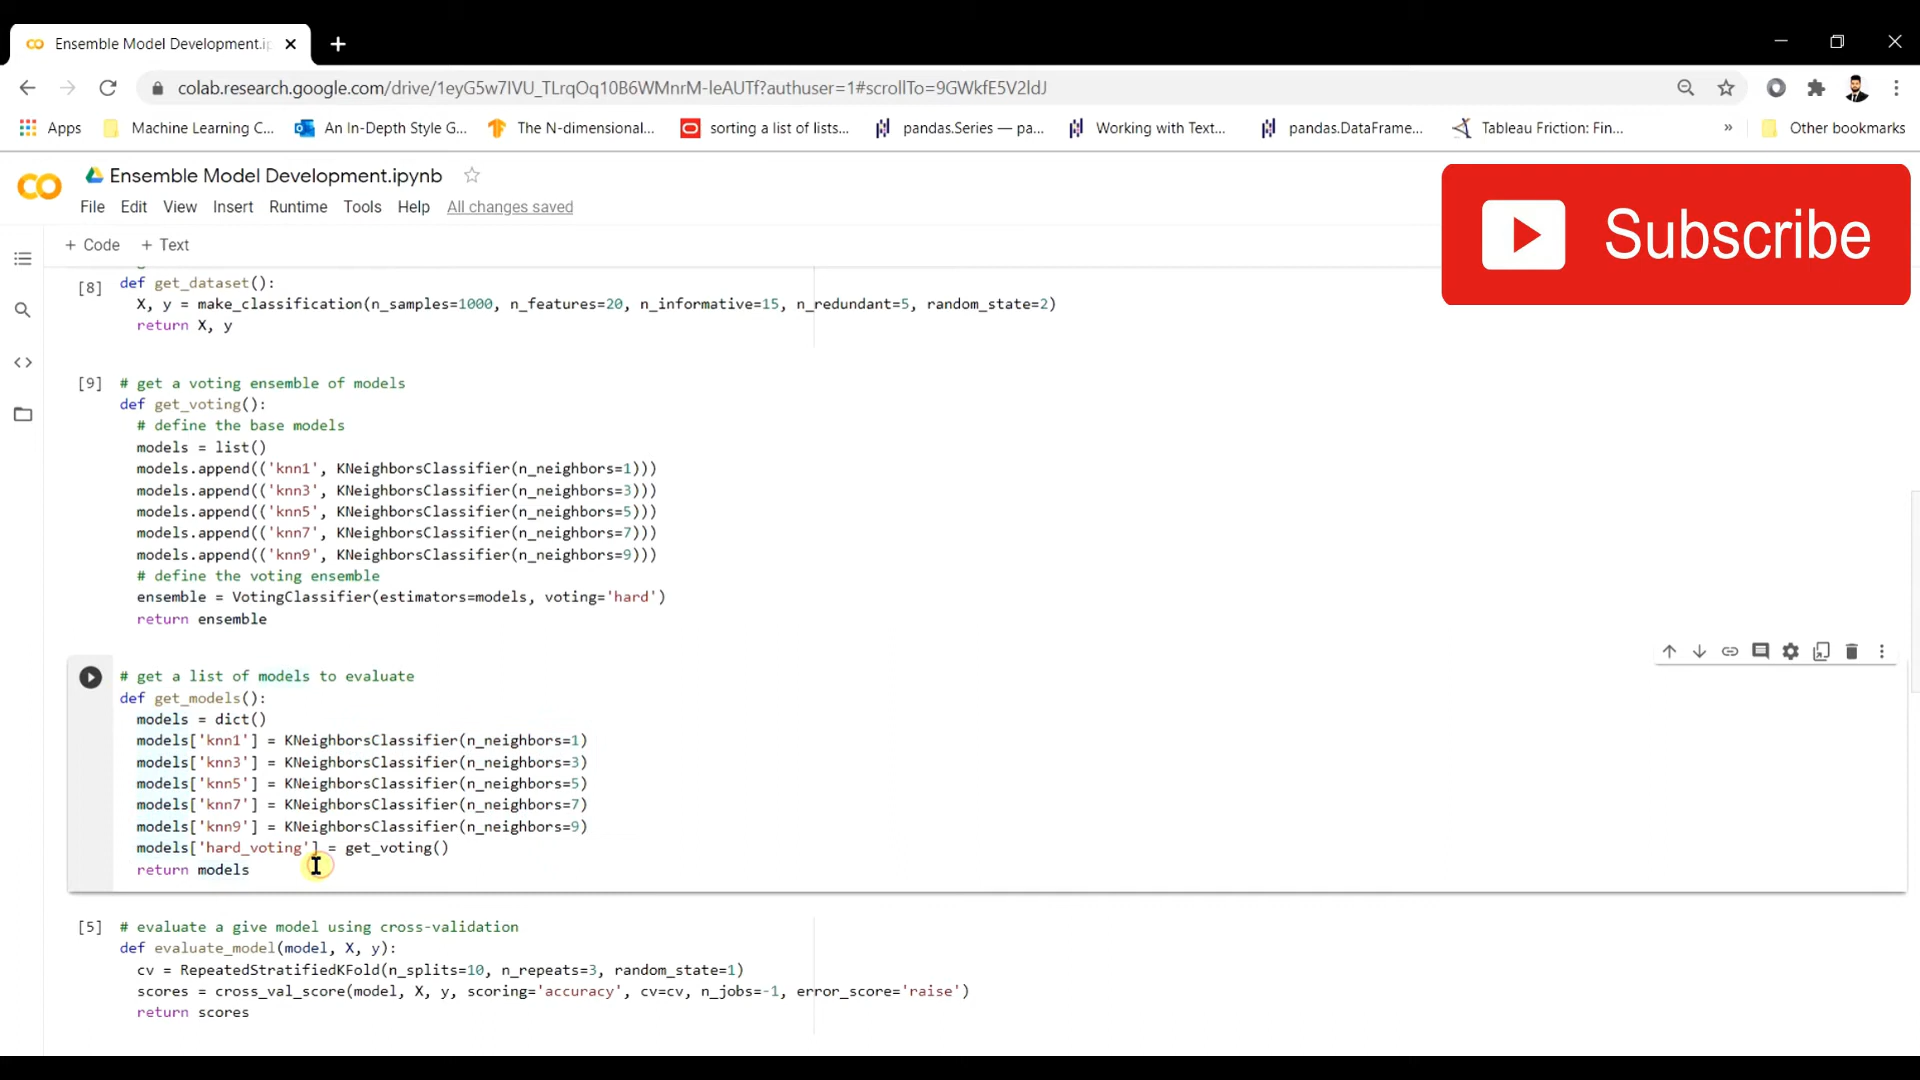 Ensemble Model Development.ip
colab.research.google.com/drive/1eyG5w7IVU_TLrqOq10B6WMnrM-leAUTf?authuser=1#scrollTo=9GWkfE5V2ldJ
Apps Machine Learning C... An In-Depth Style G... The N-dimensional... sorting a list of lists... pandas.Series — pa... Working with Text... pandas.DataFrame... Tableau Friction: Fin... » Other bookmarks
Ensemble Model Development.ipynb
File Edit View Insert Runtime Tools Help All changes saved
Subscribe
+ Code + Text
[8] def get_dataset():
X, y = make_classification(n_samples=1000, n_features=20, n_informative=15, n_redundant=5, random_state=2)
return X, y
[9] # get a voting ensemble of models
def get_voting():
# define the base models
models = list()
models.append(('knn1', KNeighborsClassifier(n_neighbors=1)))
models.append(('knn3', KNeighborsClassifier(n_neighbors=3)))
models.append(('knn5', KNeighborsClassifier(n_neighbors=5)))
models.append(('knn7', KNeighborsClassifier(n_neighbors=7)))
models.append(('knn9', KNeighborsClassifier(n_neighbors=9)))
# define the voting ensemble
ensemble = VotingClassifier(estimators=models, voting='hard')
return ensemble
# get a list of models to evaluate
def get_models():
models = dict()
models['knn1'] = KNeighborsClassifier(n_neighbors=1)
models['knn3'] = KNeighborsClassifier(n_neighbors=3)
models['knn5'] = KNeighborsClassifier(n_neighbors=5)
models['knn7'] = KNeighborsClassifier(n_neighbors=7)
models['knn9'] = KNeighborsClassifier(n_neighbors=9)
models['hard_voting'] = get_voting()
return models
[5] # evaluate a give model using cross-validation
def evaluate_model(model, X, y):
cv = RepeatedStratifiedKFold(n_splits=10, n_repeats=3, random_state=1)
scores = cross_val_score(model, X, y, scoring='accuracy', cv=cv, n_jobs=-1, error_score='raise')
return scores